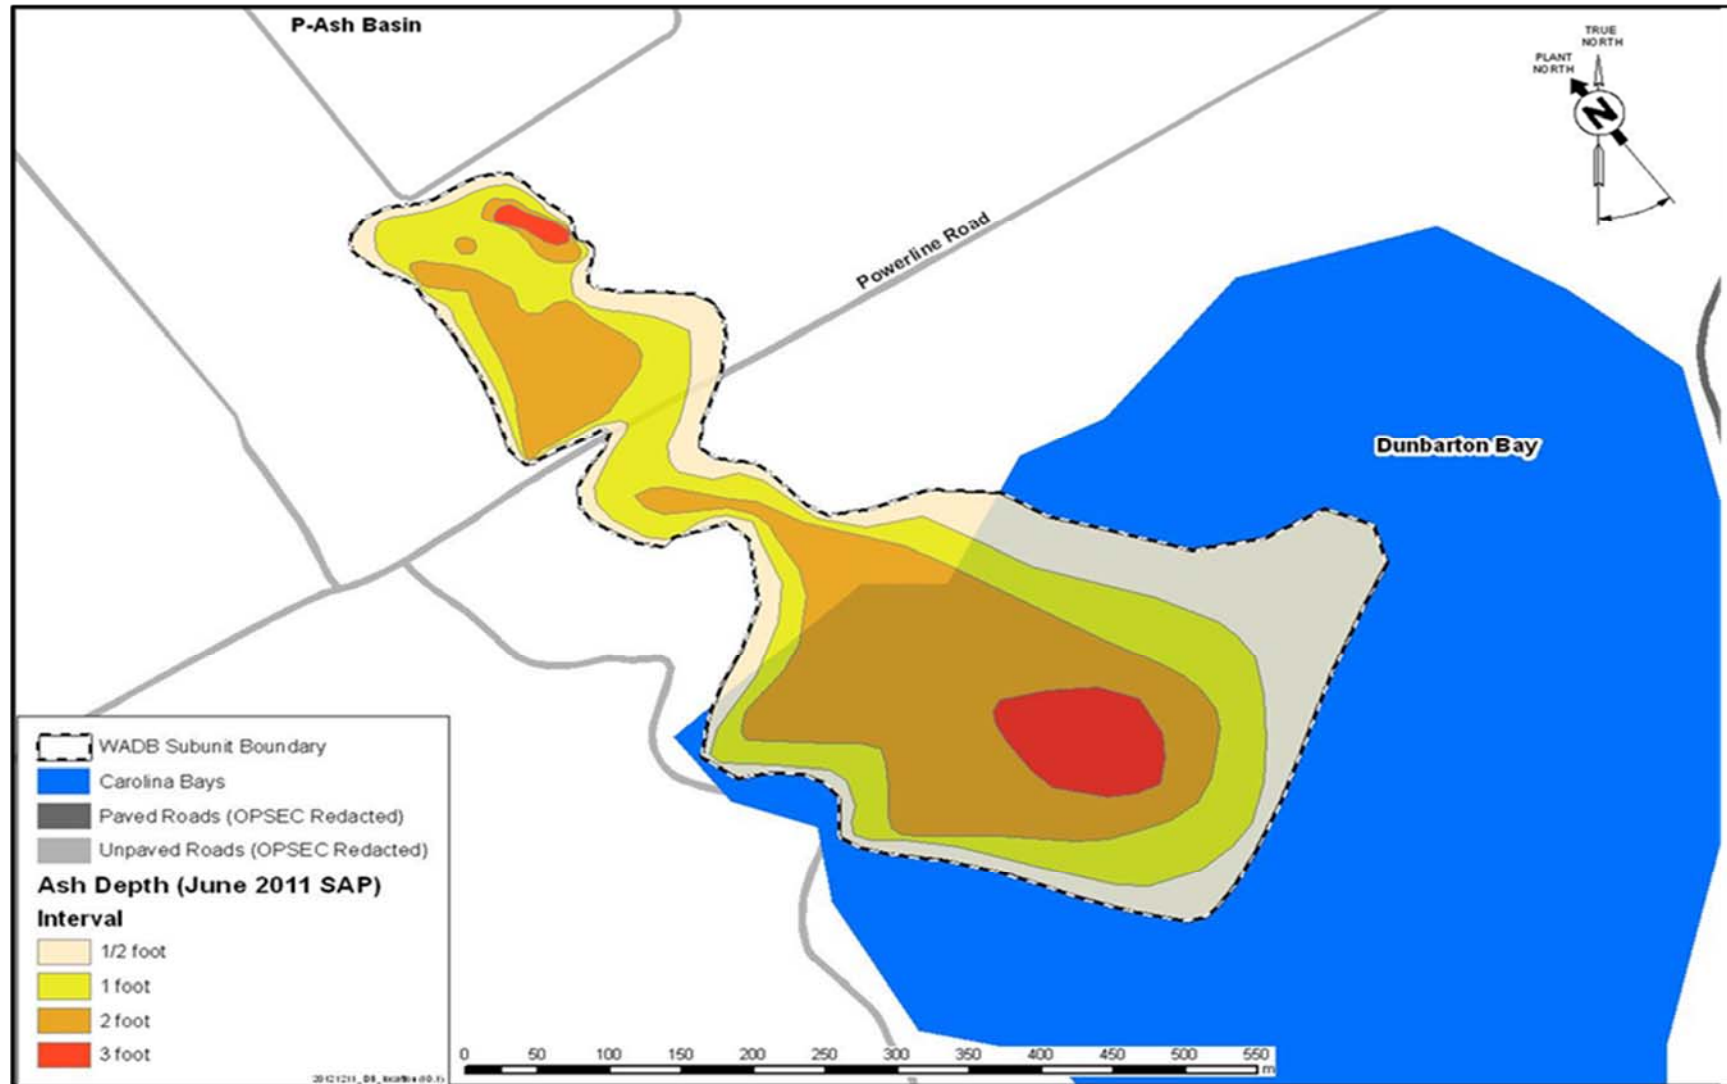 P-Ash Basin
TRUE
NORTH
PLANT
NORTH
N
Powerline Road
Dunbarton Bay
WADB Subunit Boundary
Carolina Bays
Paved Roads (OPSEC Redacted)
Unpaved Roads (OPSEC Redacted)
Ash Depth (June 2011 SAP)
Interval
1/2 foot
1 foot
2 foot
3 foot
0 50 100 150 200 250 300 350 400 450 500 550
m